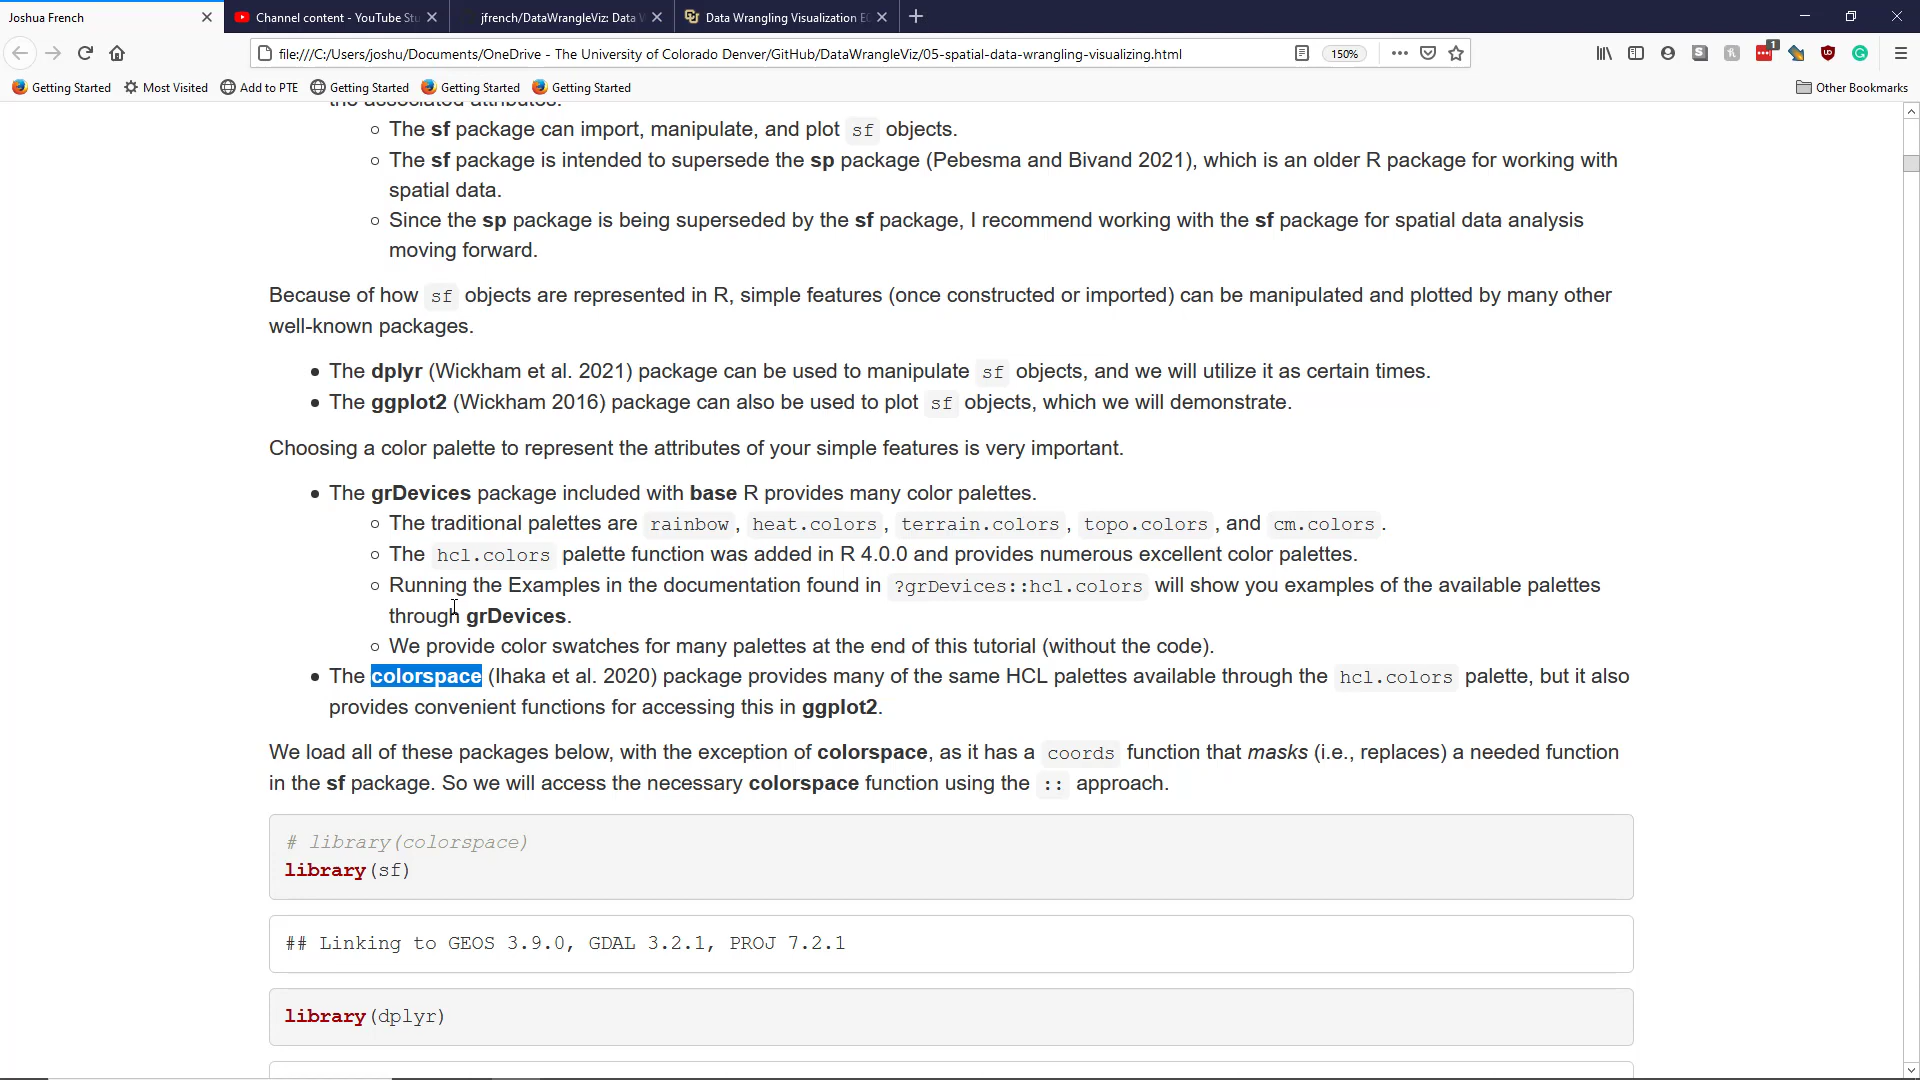 Joshua French
Channel content - YouTube Stu
jfrench/DataWrangleViz: Data W
Data Wrangling Visualization EC
file:///C:/Users/joshu/Documents/OneDrive - The University of Colorado Denver/GitHub/DataWrangleViz/05-spatial-data-wrangling-visualizing.html
150%
1
Getting Started
Most Visited
Add to PTE
Getting Started
Getting Started
Getting Started
Other Bookmarks
the associated attributes.
The sf package can import, manipulate, and plot sf objects.
The sf package is intended to supersede the sp package (Pebesma and Bivand 2021), which is an older R package for working with
spatial data.
Since the sp package is being superseded by the sf package, I recommend working with the sf package for spatial data analysis
moving forward.
Because of how sf objects are represented in R, simple features (once constructed or imported) can be manipulated and plotted by many other
well-known packages.
The dplyr (Wickham et al. 2021) package can be used to manipulate sf objects, and we will utilize it as certain times.
The ggplot2 (Wickham 2016) package can also be used to plot sf objects, which we will demonstrate.
Choosing a color palette to represent the attributes of your simple features is very important.
The grDevices package included with base R provides many color palettes.
The traditional palettes are rainbow, heat.colors, terrain.colors, topo.colors, and cm.colors.
The hcl.colors palette function was added in R 4.0.0 and provides numerous excellent color palettes.
Running the Examples in the documentation found in ?grDevices::hcl.colors will show you examples of the available palettes
through grDevices.
We provide color swatches for many palettes at the end of this tutorial (without the code).
The colorspace (Ihaka et al. 2020) package provides many of the same HCL palettes available through the hcl.colors palette, but it also
provides convenient functions for accessing this in ggplot2.
We load all of these packages below, with the exception of colorspace, as it has a coords function that masks (i.e., replaces) a needed function
in the sf package. So we will access the necessary colorspace function using the :: approach.
# library(colorspace)
library(sf)
## Linking to GEOS 3.9.0, GDAL 3.2.1, PROJ 7.2.1
library(dplyr)